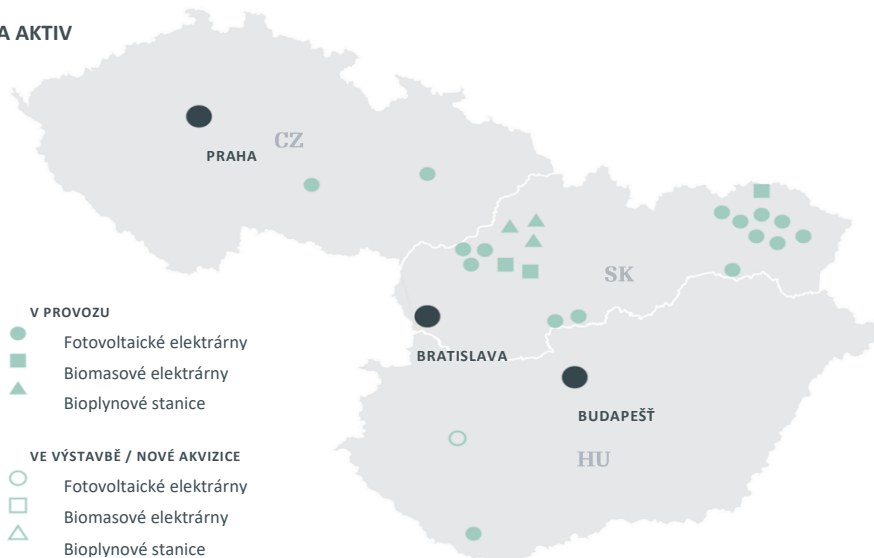 A AKTIV
CZ
PRAHA
SK
V PROVOZU
Fotovoltaické elektrárny
Biomasové elektrárny
Bioplynové stanice
BRATISLAVA
BUDAPEŠŤ
VE VÝSTAVBĚ / NOVÉ AKVIZICE
HU
Fotovoltaické elektrárny
Biomasové elektrárny
Bioplynové stanice